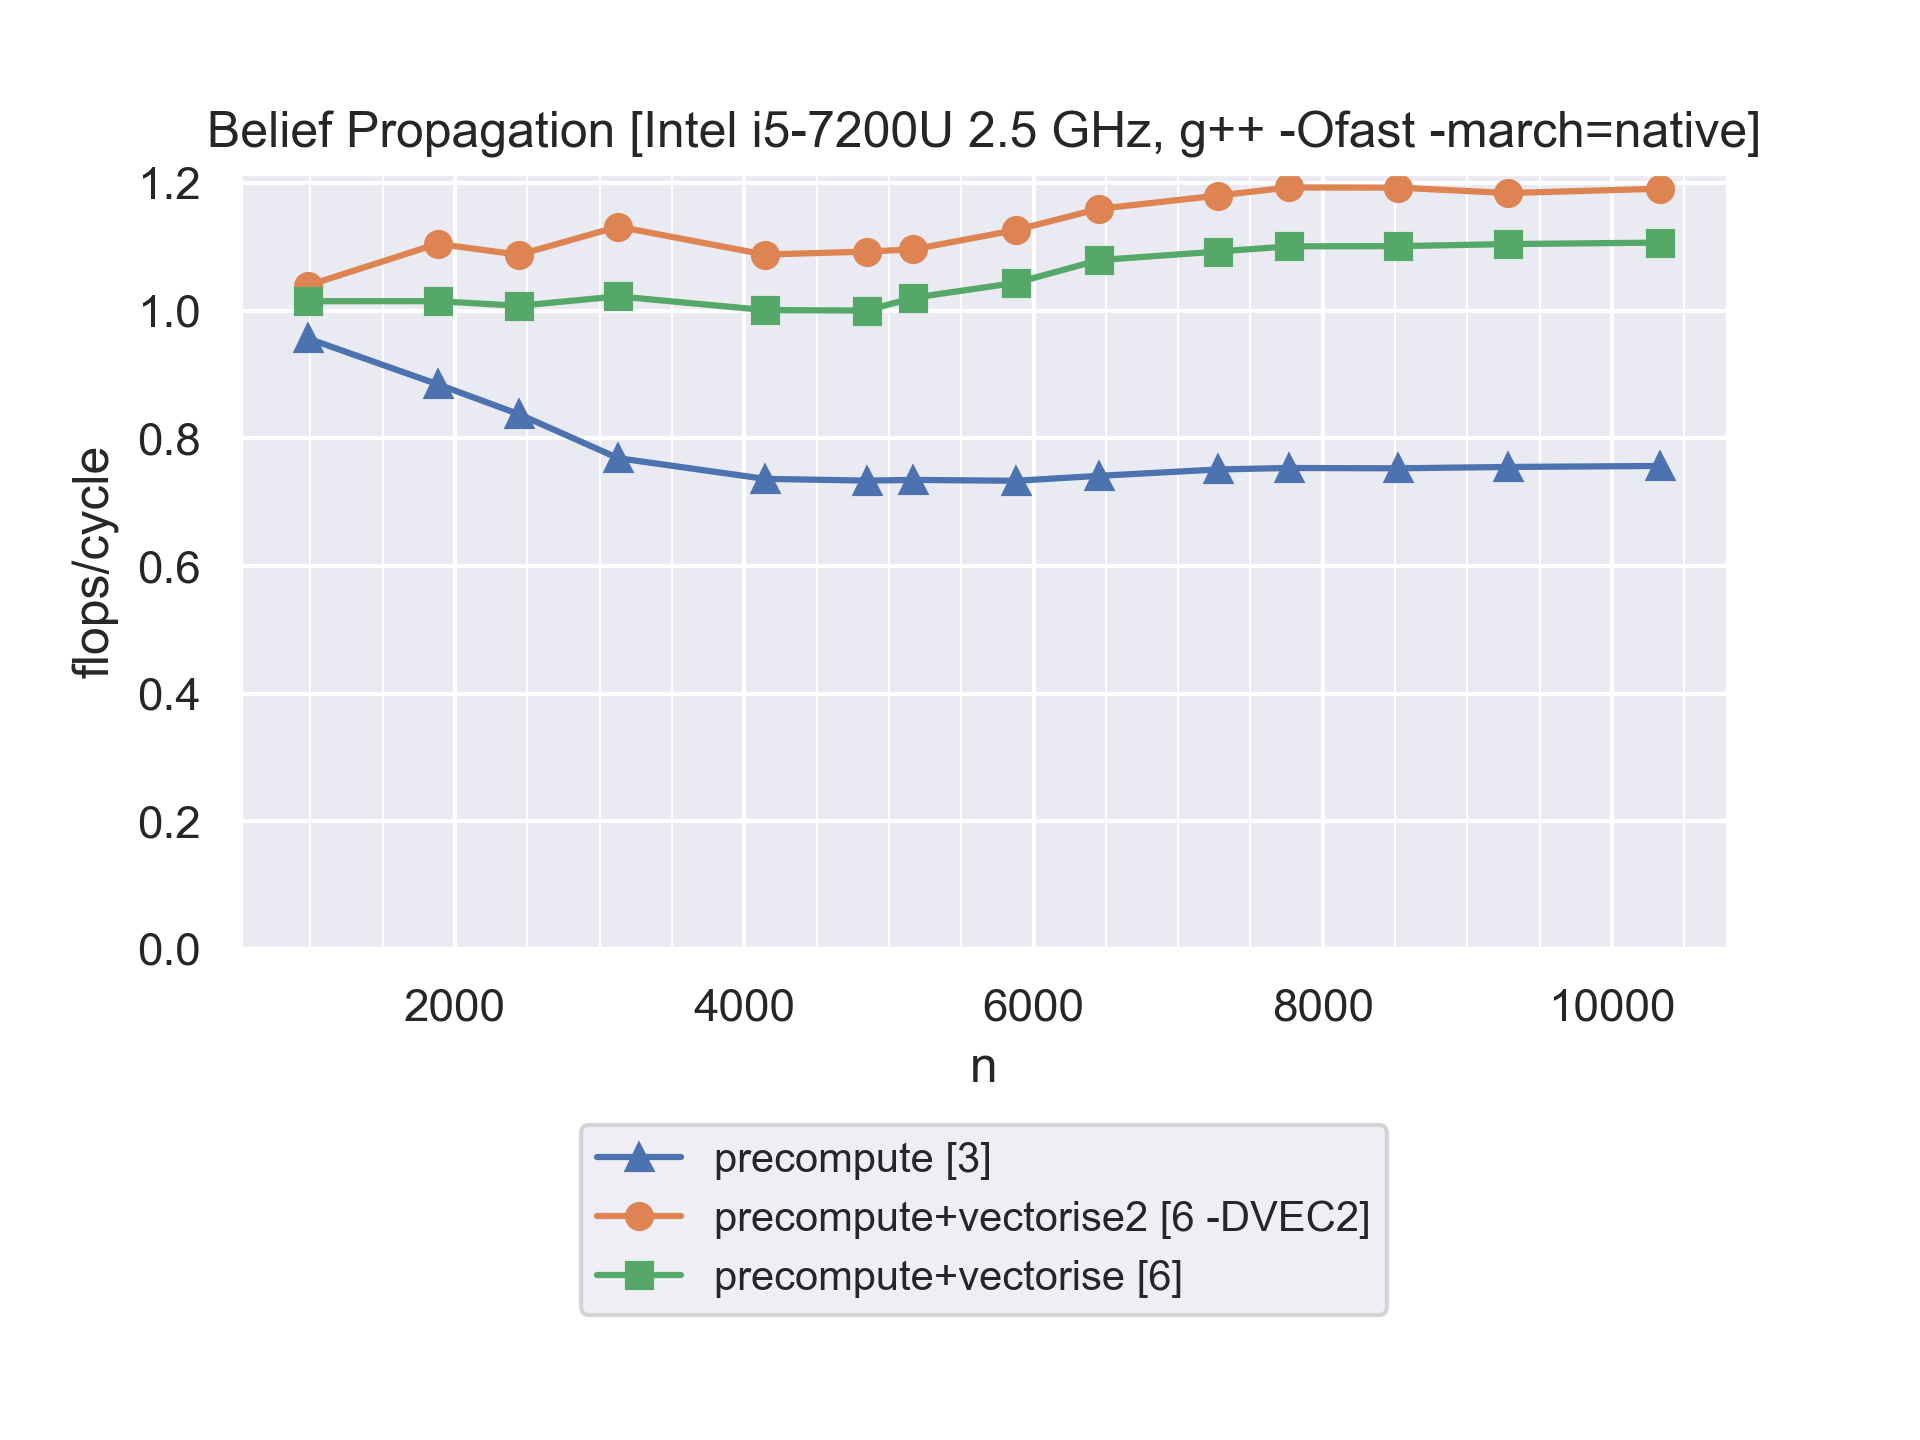 Belief Propagation [Intel i5-7200U 2.5 GHz, g++ -Ofast -march=native]
1.2
1.0
0.8
0.6
0.4
0.2
0.0
flops/cycle
2000 4000 6000 8000 10000
n
precompute [3]
precompute+vectorise2 [6 -DVEC2]
precompute+vectorise [6]